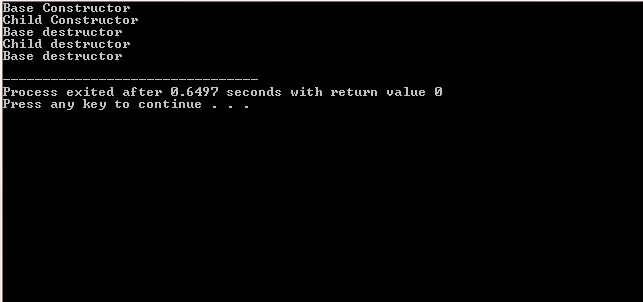 Base Constructor
Child Constructor
Base destructor
Child destructor
Base destructor
--------------------------------
Process exited after 0.6497 seconds with return value 0
Press any key to continue . . .